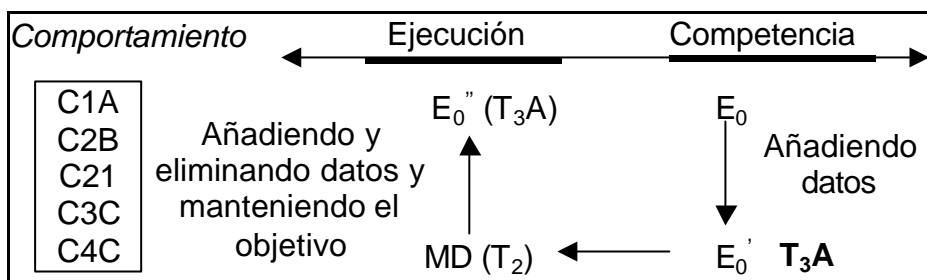 Comportamiento Ejecución Competencia
C1A
C2B
C21
C3C
C4C
Añadiendo y
eliminando datos y
manteniendo el
objetivo
E₀” (T₃A)
MD (T₂)
E₀
Añadiendo
datos
E₀’ T₃A